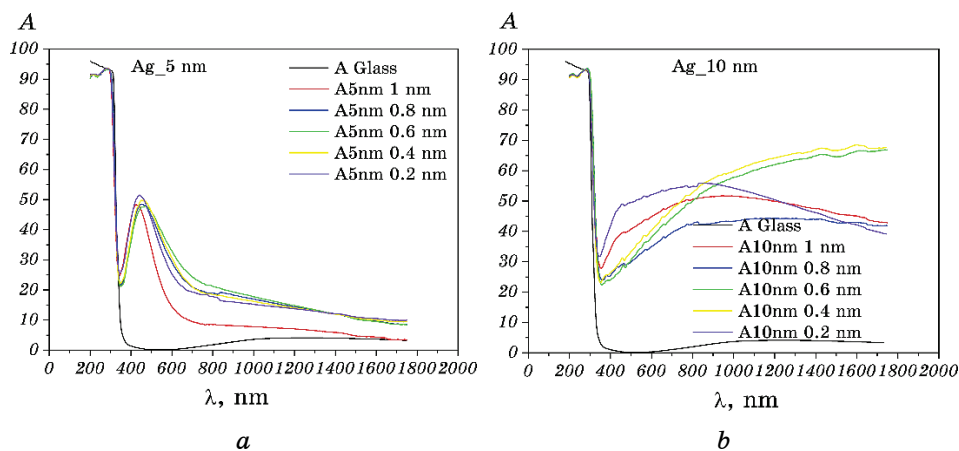 A
100
90
80
70
60
50
40
30
20
10
0
Ag_5 nm
A Glass
A5nm 1 nm
A5nm 0.8 nm
A5nm 0.6 nm
A5nm 0.4 nm
A5nm 0.2 nm
0 200 400 600 800 1000 1200 1400 1600 1800 2000
λ, nm
a
A
100
90
80
70
60
50
40
30
20
10
0
Ag_10 nm
A Glass
A10nm 1 nm
A10nm 0.8 nm
A10nm 0.6 nm
A10nm 0.4 nm
A10nm 0.2 nm
0 200 400 600 800 1000 1200 1400 1600 1800 2000
λ, nm
b